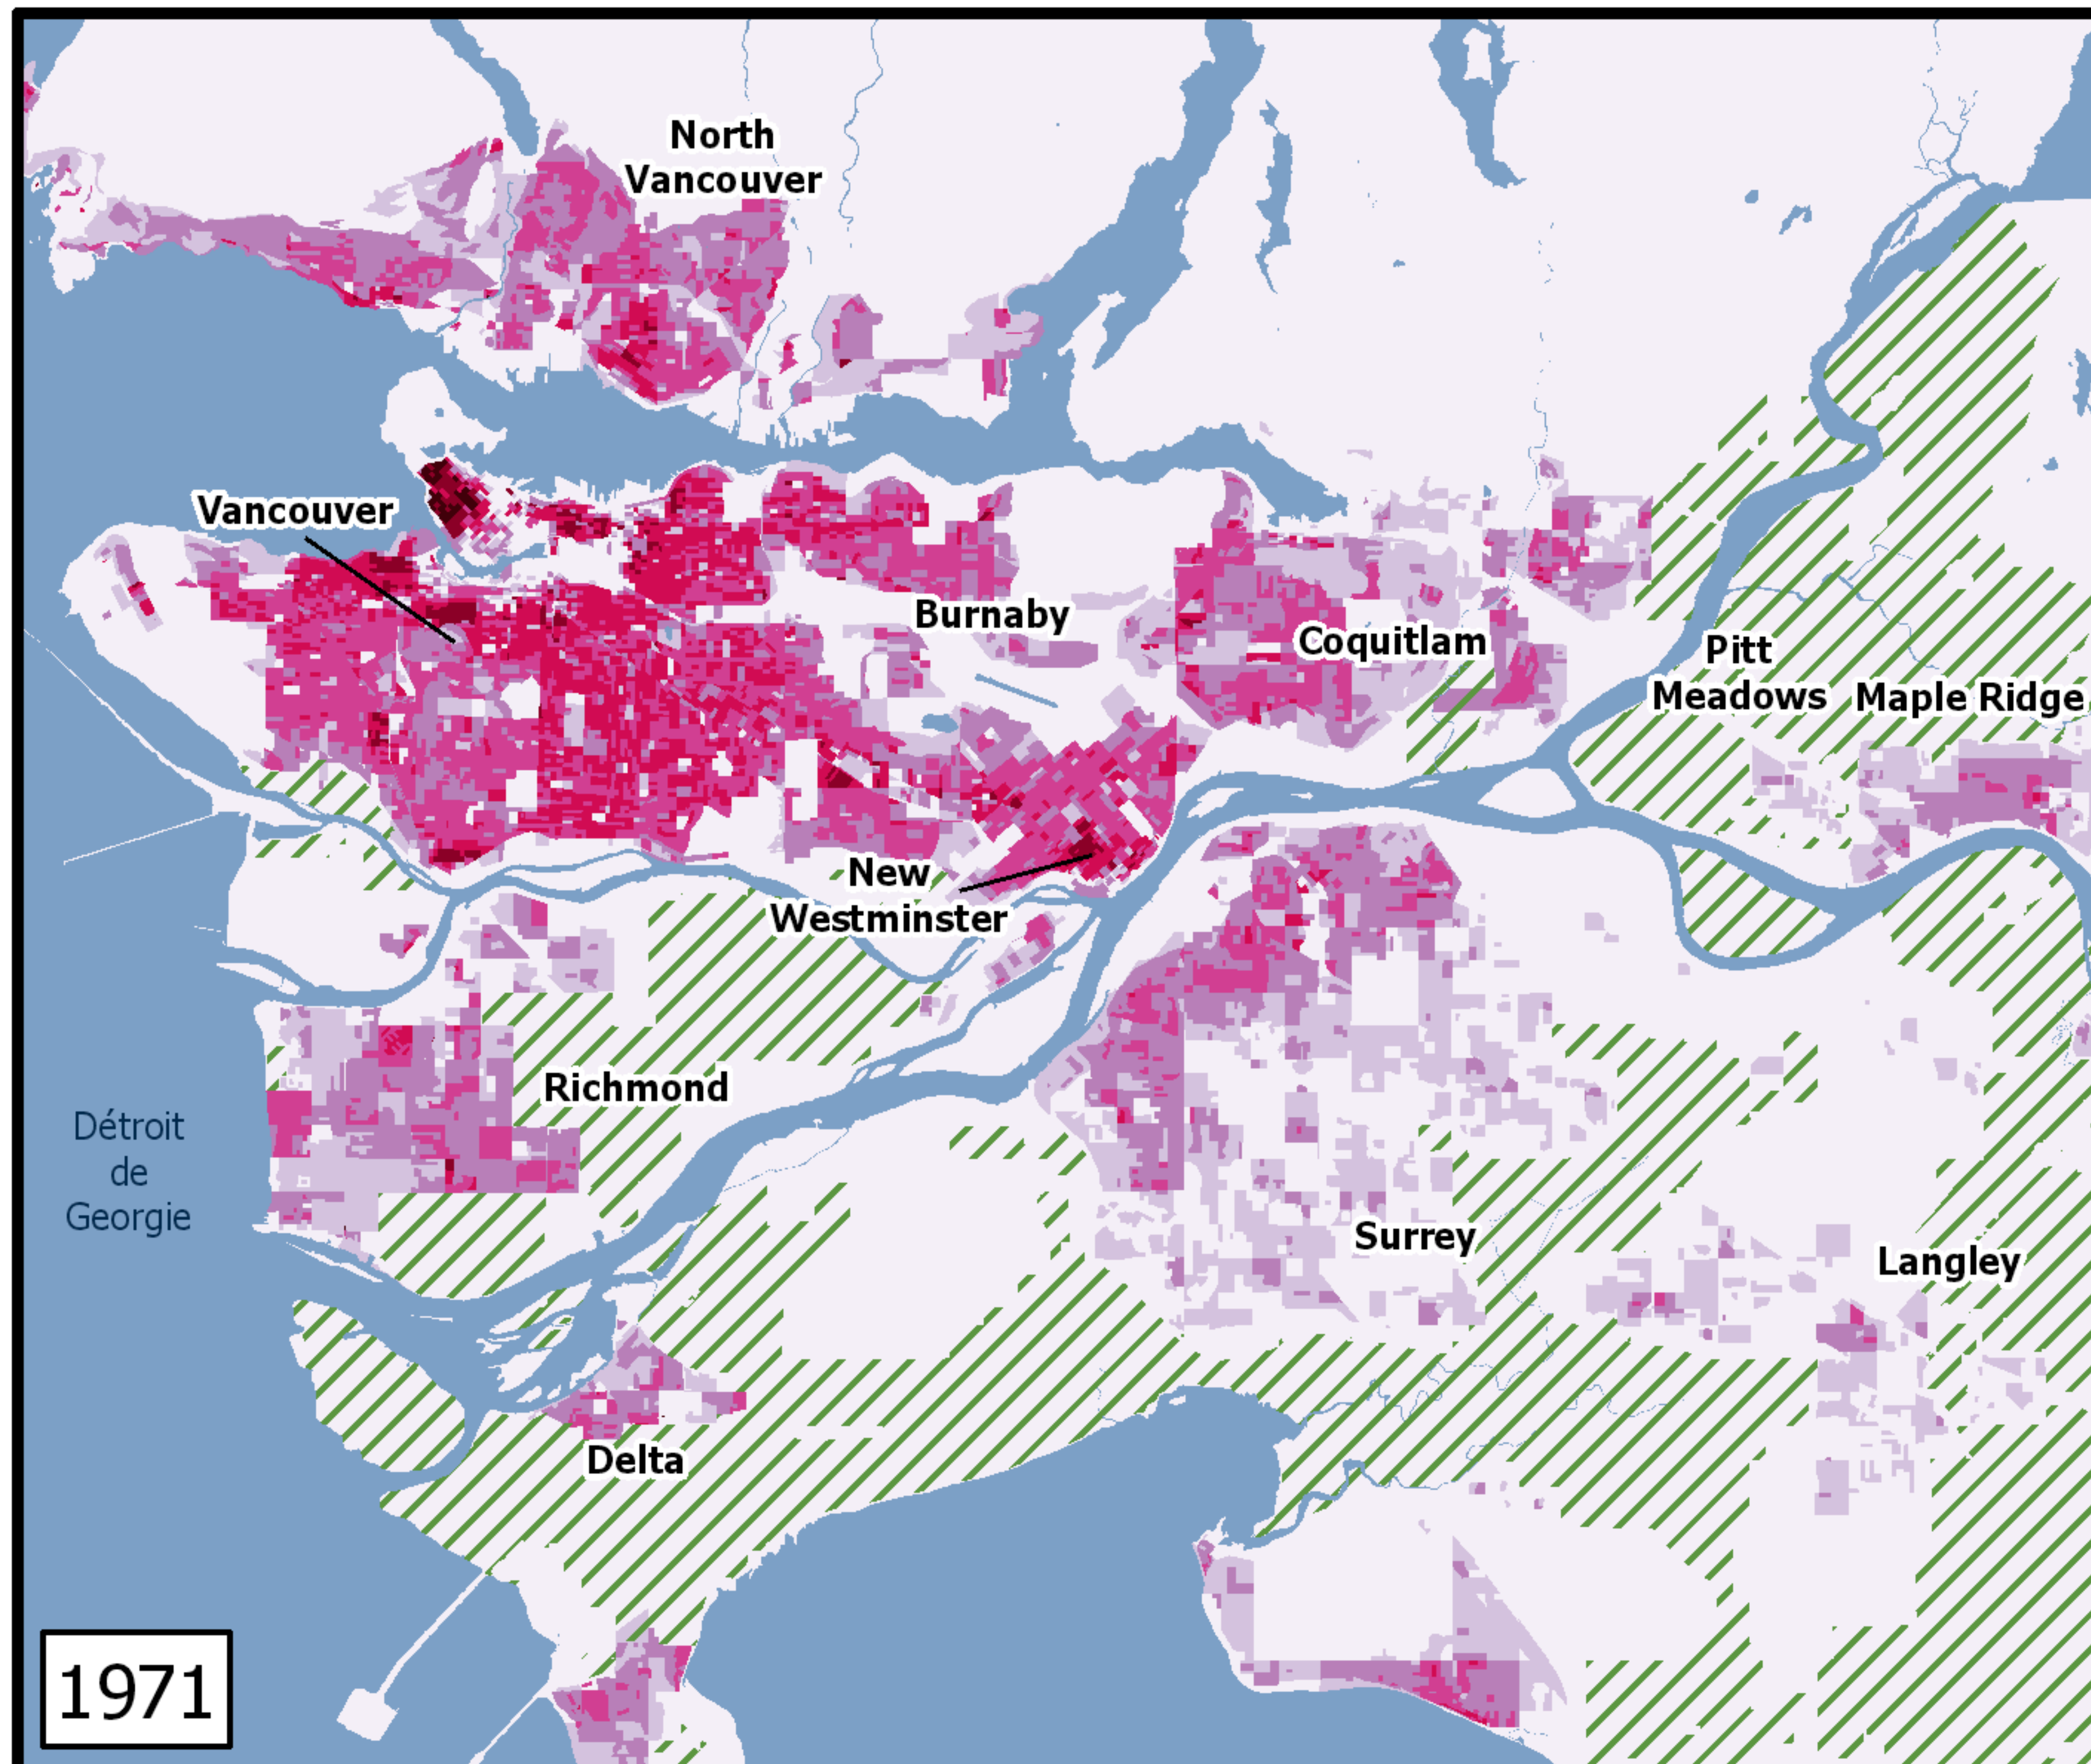 North
Vancouver
Vancouver
Burnaby
Coquitlam
Pitt
Meadows
Maple Ridge
New
Westminster
Richmond
Détroit
de
Georgie
Surrey
Langley
Delta
1971